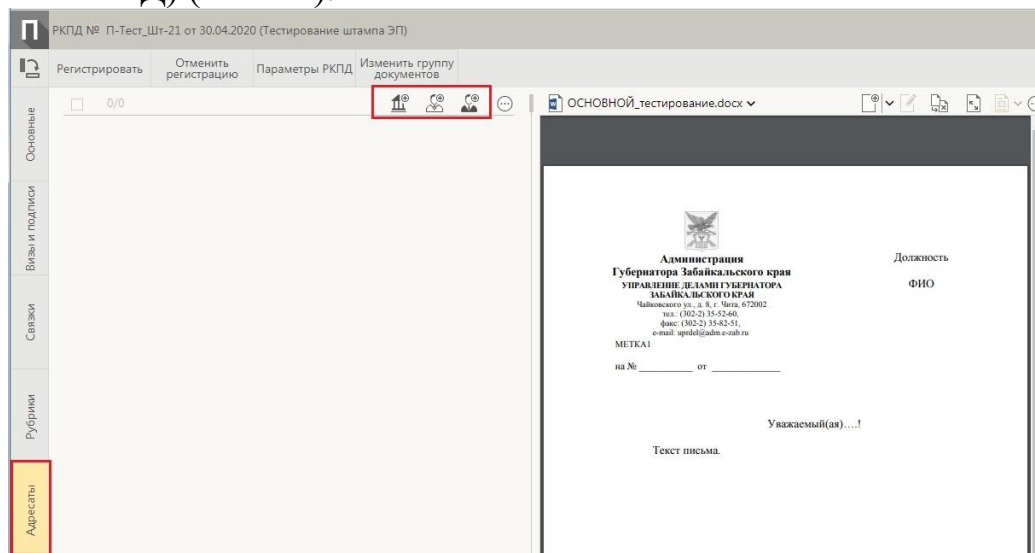 П
РКПД № П-Тест_Шт-21 от 30.04.2020 (Тестирование штампа ЭП)
Регистрировать
Отменить
регистрацию
Параметры РКПД
Изменить группу
документов
0/0
ОСНОВНОЙ_тестирование.docx
Основные
Визы и подписи
Связки
Рубрики
Адресаты
Администрация
Губернатора Забайкальского края
УПРАВЛЕНИЕ ДЕЛАМИ ГУБЕРНАТОРА
ЗАБАЙКАЛЬСКОГО КРАЯ
Чайковского ул., д. 8, г. Чита, 672002
тел.: (302-2) 35-52-60,
факс: (302-2) 35-82-51,
e-mail: uprdel@adm.e-zab.ru
МЕТКА1
на № ____________ от ____________
Должность
ФИО
Уважаемый(ая)….!
Текст письма.